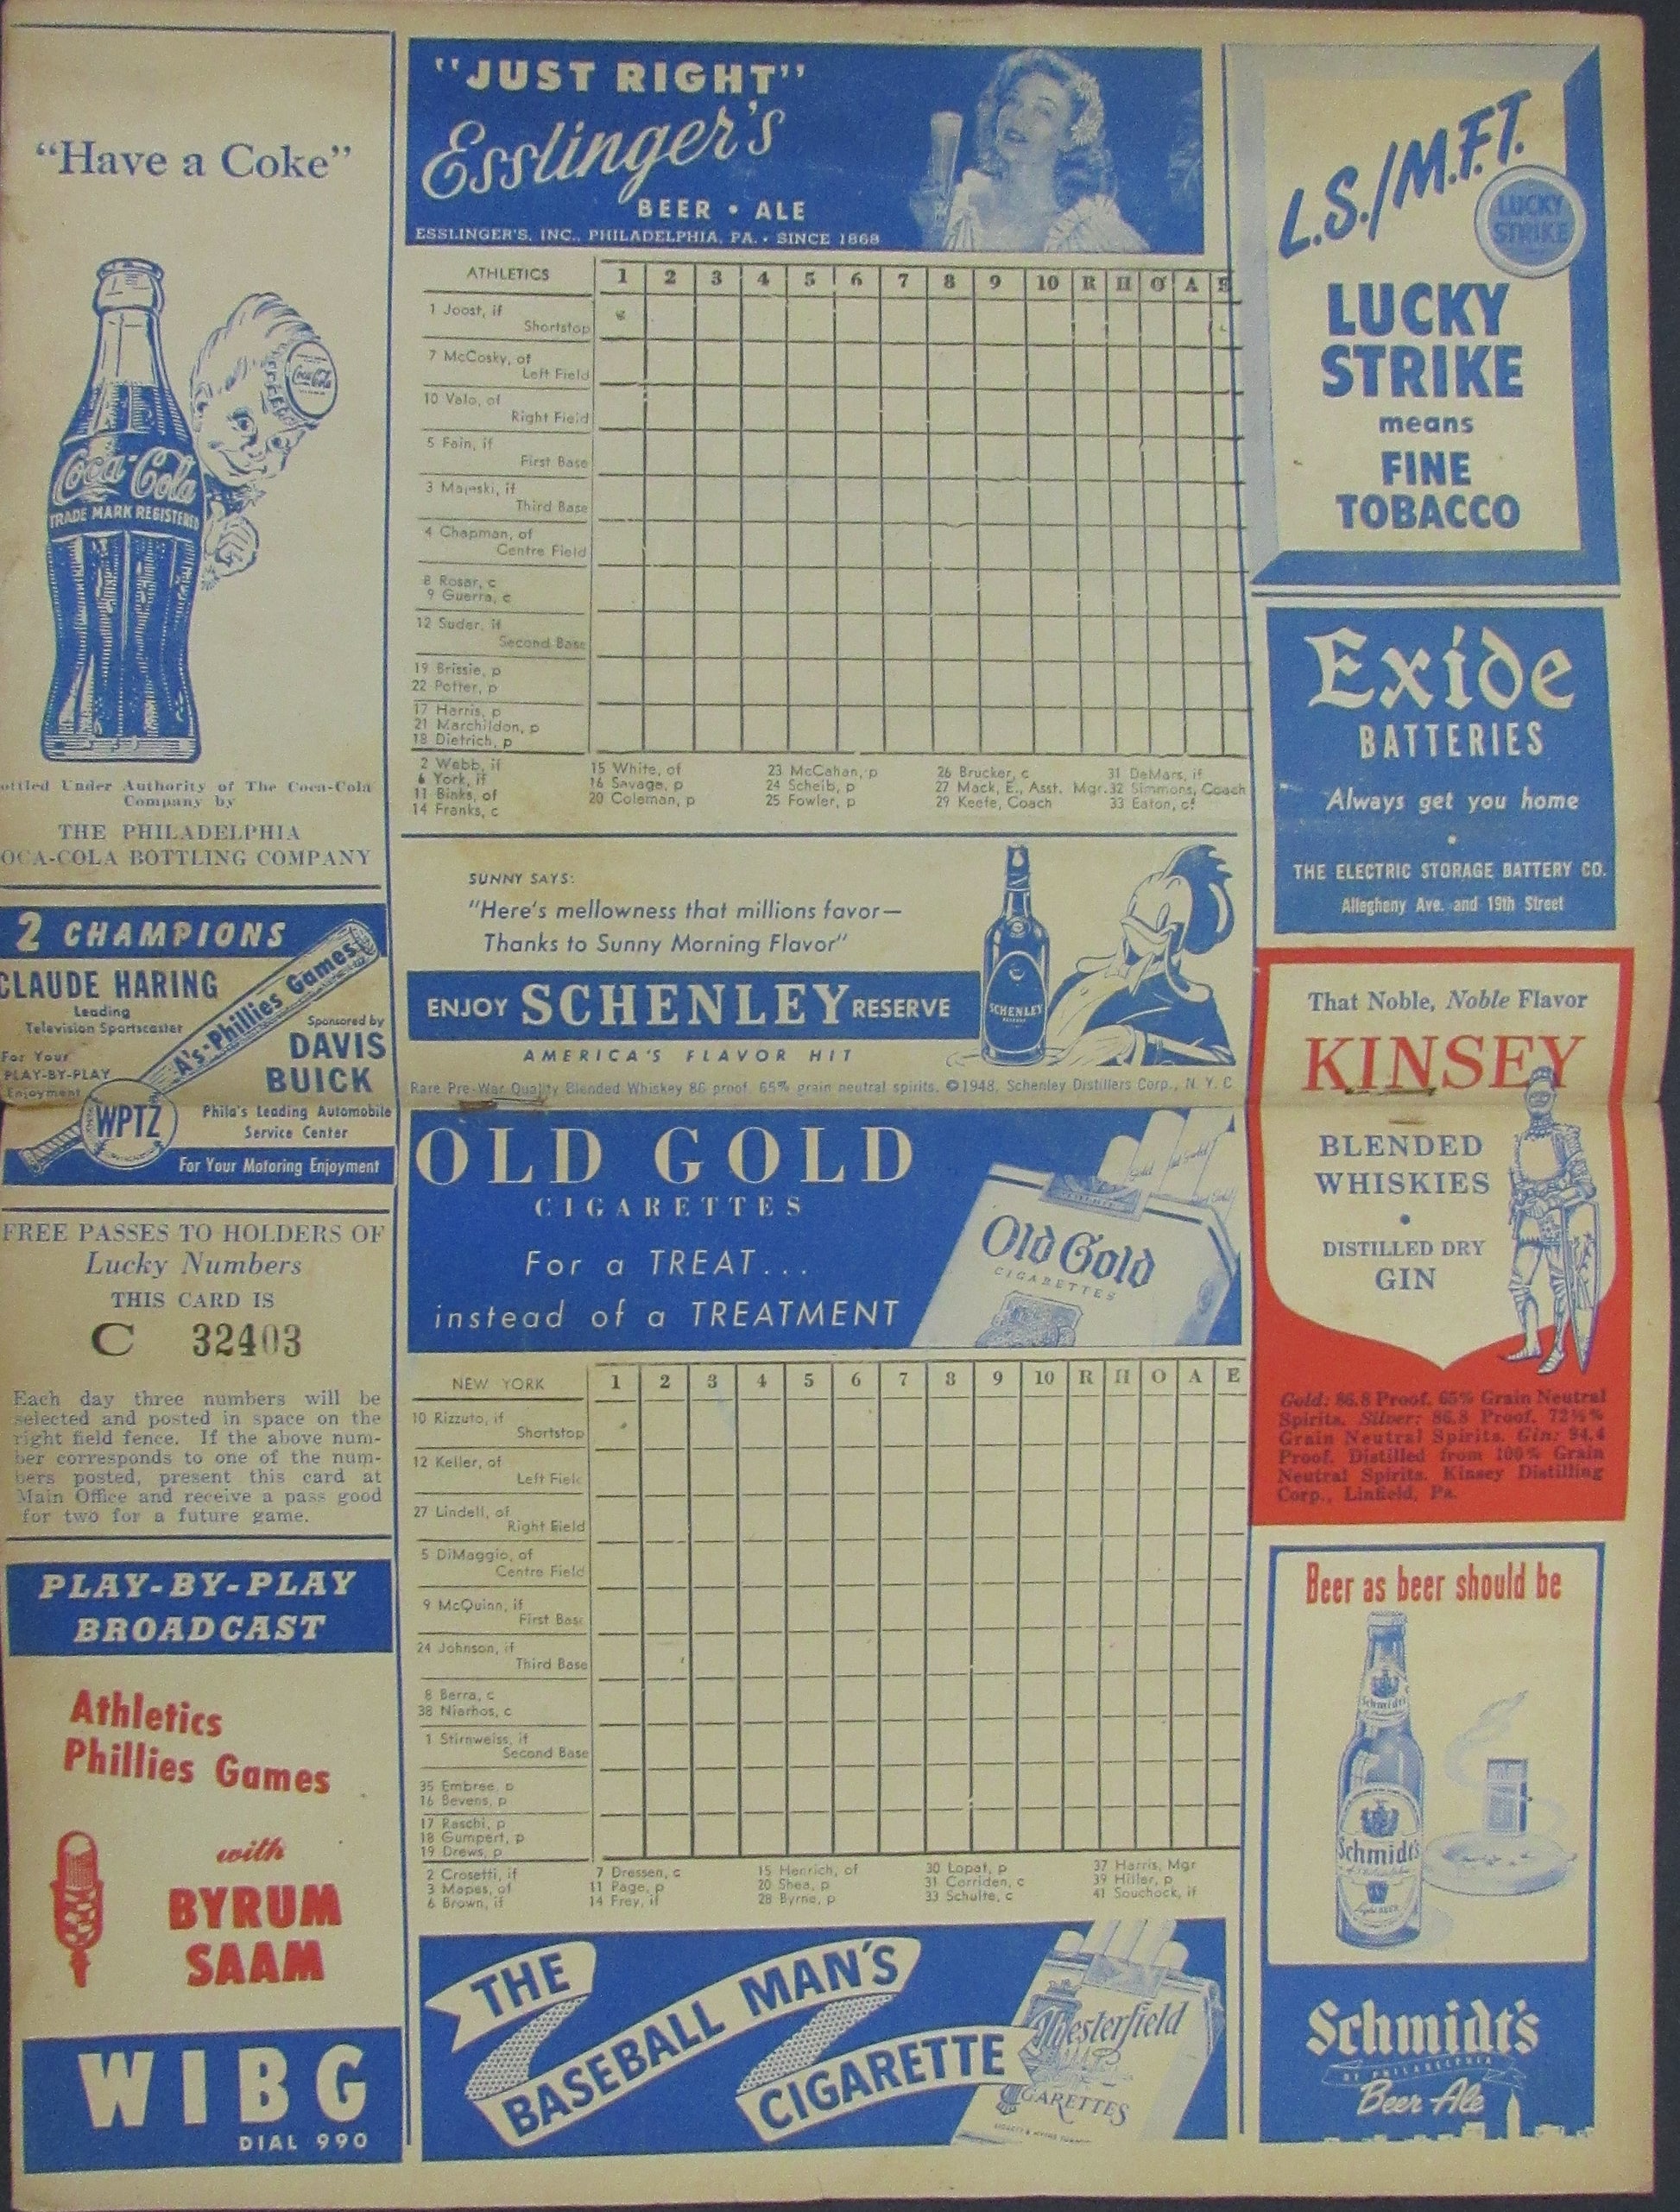 "Have a Coke"
Coca-Cola
Coca-Cola
TRADE MARK REGISTERED
ottled Under Authority of The Coca-Cola
Company by
THE PHILADELPHIA
OCA-COLA BOTTLING COMPANY
2 CHAMPIONS
CLAUDE HARING
Leading
Television Sportscaster
For Your
PLAY-BY-PLAY
Enjoyment
A's-Phillies Games
WPTZ
Sponsored by
DAVIS
BUICK
Phila's Leading Automobile
Service Center
For Your Motoring Enjoyment
FREE PASSES TO HOLDERS OF
Lucky Numbers
THIS CARD IS
C 32403
Each day three numbers will be
selected and posted in space on the
right field fence. If the above num-
ber corresponds to one of the num-
bers posted, present this card at
Main Office and receive a pass good
for two for a future game.
PLAY-BY-PLAY
BROADCAST
Athletics
Phillies Games
with
BYRUM
SAAM
WIBG
DIAL 990
"JUST RIGHT"
Esslinger's
BEER • ALE
ESSLINGER'S, INC., PHILADELPHIA, PA. • SINCE 1868
ATHLETICS 1 2 3 4 5 6 7 8 9 10 R H O A E
1 Joost, if
Shortstop
7 McCosky, of
Left Field
10 Valo, of
Right Field
5 Fain, if
First Base
3 Majeski, if
Third Base
4 Chapman, of
Centre Field
8 Rosar, c
9 Guerra, c
12 Suder, if
Second Base
19 Brissie, p
22 Potter, p
17 Harris, p
21 Marchildon, p
18 Dietrich, p
2 Webb, if 15 White, of 23 McCahan, p 26 Brucker, c 31 DeMars, if
6 York, if 16 Savage, p 24 Scheib, p 27 Mack, E., Asst. Mgr. 32 Simmons, Coach
11 Binks, of 20 Coleman, p 25 Fowler, p 29 Keefe, Coach 33 Eaton, of
14 Franks, c
SUNNY SAYS:
"Here's mellowness that millions favor—
Thanks to Sunny Morning Flavor"
ENJOY SCHENLEY RESERVE
SCHENLEY
RESERVE
AMERICA'S FLAVOR HIT
Rare Pre-War Quality Blended Whiskey 86 proof. 65% grain neutral spirits. ©1948, Schenley Distillers Corp., N. Y. C.
OLD GOLD
CIGARETTES
For a TREAT...
instead of a TREATMENT
Old Gold
CIGARETTES
NEW YORK 1 2 3 4 5 6 7 8 9 10 R H O A E
10 Rizzuto, if
Shortstop
12 Keller, of
Left Field
27 Lindell, of
Right Field
5 DiMaggio, of
Centre Field
9 McQuinn, if
First Base
24 Johnson, if
Third Base
8 Berra, c
38 Niarhos, c
1 Stirnweiss, if
Second Base
35 Embree, p
16 Bevens, p
17 Raschi, p
18 Gumpert, p
19 Drews, p
2 Crosetti, if 7 Dressen, c 15 Henrich, of 30 Lopat, p 37 Harris, Mgr
3 Mapes, of 11 Page, p 20 Shea, p 31 Corriden, c 39 Hiller, p
6 Brown, if 14 Frey, if 28 Byrne, p 33 Schulte, c 41 Souchock, if
THE
BASEBALL MAN'S
CIGARETTE
Chesterfield
CIGARETTES
L.S./M.F.T.
LUCKY
STRIKE
LUCKY
STRIKE
means
FINE
TOBACCO
Exide
BATTERIES
Always get you home
•
THE ELECTRIC STORAGE BATTERY CO.
Allegheny Ave. and 19th Street
That Noble, Noble Flavor
KINSEY
BLENDED
WHISKIES
•
DISTILLED DRY
GIN
Gold: 86.8 Proof. 65% Grain Neutral
Spirits. Silver: 86.8 Proof. 72½%
Grain Neutral Spirits. Gin: 94.4
Proof. Distilled from 100% Grain
Neutral Spirits. Kinsey Distilling
Corp., Linfield, Pa.
Beer as beer should be
Schmidt's
Schmidt's
Light BEER
Schmidt's
OF PHILADELPHIA
Beer Ale